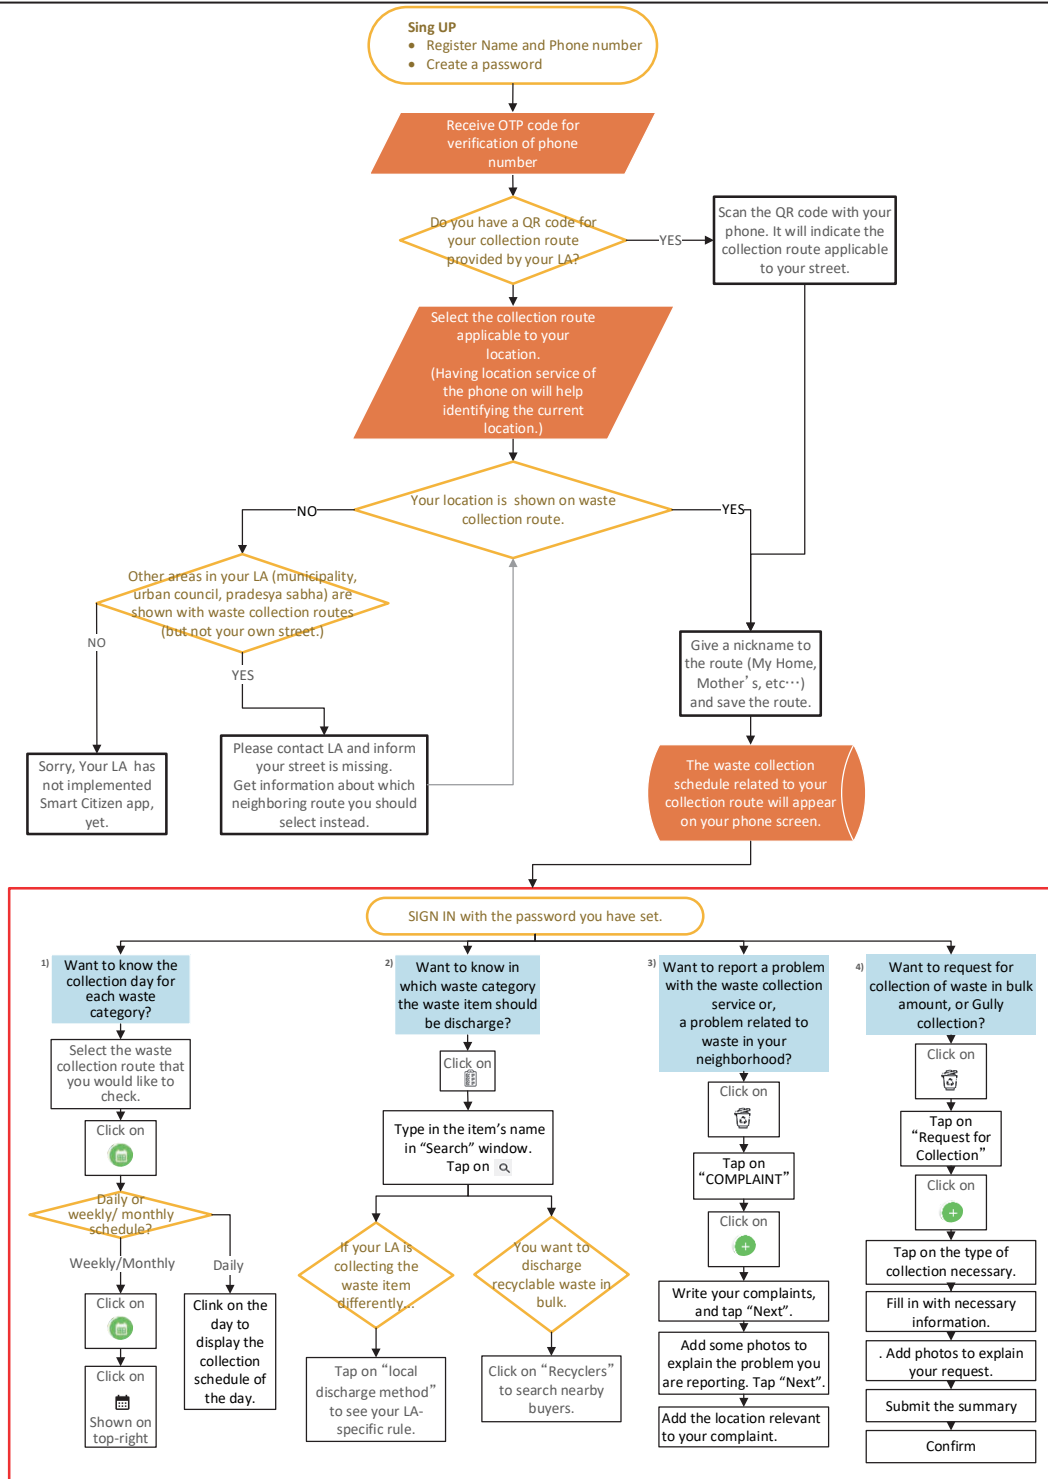 Sing UP
• Register Name and Phone number
• Create a password
Receive OTP code for
verification of phone
number
Do you have a QR code for
your collection route
provided by your LA?
YES
Scan the QR code with your
phone. It will indicate the
collection route applicable
to your street.
Select the collection route
applicable to your
location.
(Having location service of
the phone on will help
identifying the current
location.)
Your location is shown on waste
collection route.
NO
YES
Other areas in your LA (municipality,
urban council, pradesya sabha) are
shown with waste collection routes
(but not your own street.)
NO
YES
Give a nickname to
the route (My Home,
Mother's, etc···)
and save the route.
Sorry, Your LA has
not implemented
Smart Citizen app,
yet.
Please contact LA and inform
your street is missing.
Get information about which
neighboring route you should
select instead.
The waste collection
schedule related to your
collection route will appear
on your phone screen.
SIGN IN with the password you have set.
1)
Want to know the
collection day for
each waste
category?
Select the waste
collection route that
you would like to
check.
Click on
Daily or
weekly/ monthly
schedule?
Weekly/Monthly
Daily
Click on
Click on
Shown on
top-right
Clink on the
day to
display the
collection
schedule of
the day.
2)
Want to know in
which waste category
the waste item should
be discharge?
Click on
Type in the item's name
in "Search" window.
Tap on
If your LA is
collecting the
waste item
differently...
You want to
discharge
recyclable waste in
bulk.
Tap on "local
discharge method"
to see your LA-
specific rule.
Click on "Recyclers"
to search nearby
buyers.
3)
Want to report a problem
with the waste collection
service or,
a problem related to
waste in your
neighborhood?
Click on
Tap on
"COMPLAINT"
Click on
Write your complaints,
and tap "Next".
Add some photos to
explain the problem you
are reporting. Tap "Next".
Add the location relevant
to your complaint.
4)
Want to request for
collection of waste in bulk
amount, or Gully
collection?
Click on
Tap on
"Request for
Collection"
Click on
Tap on the type of
collection necessary.
Fill in with necessary
information.
. Add photos to explain
your request.
Submit the summary
Confirm